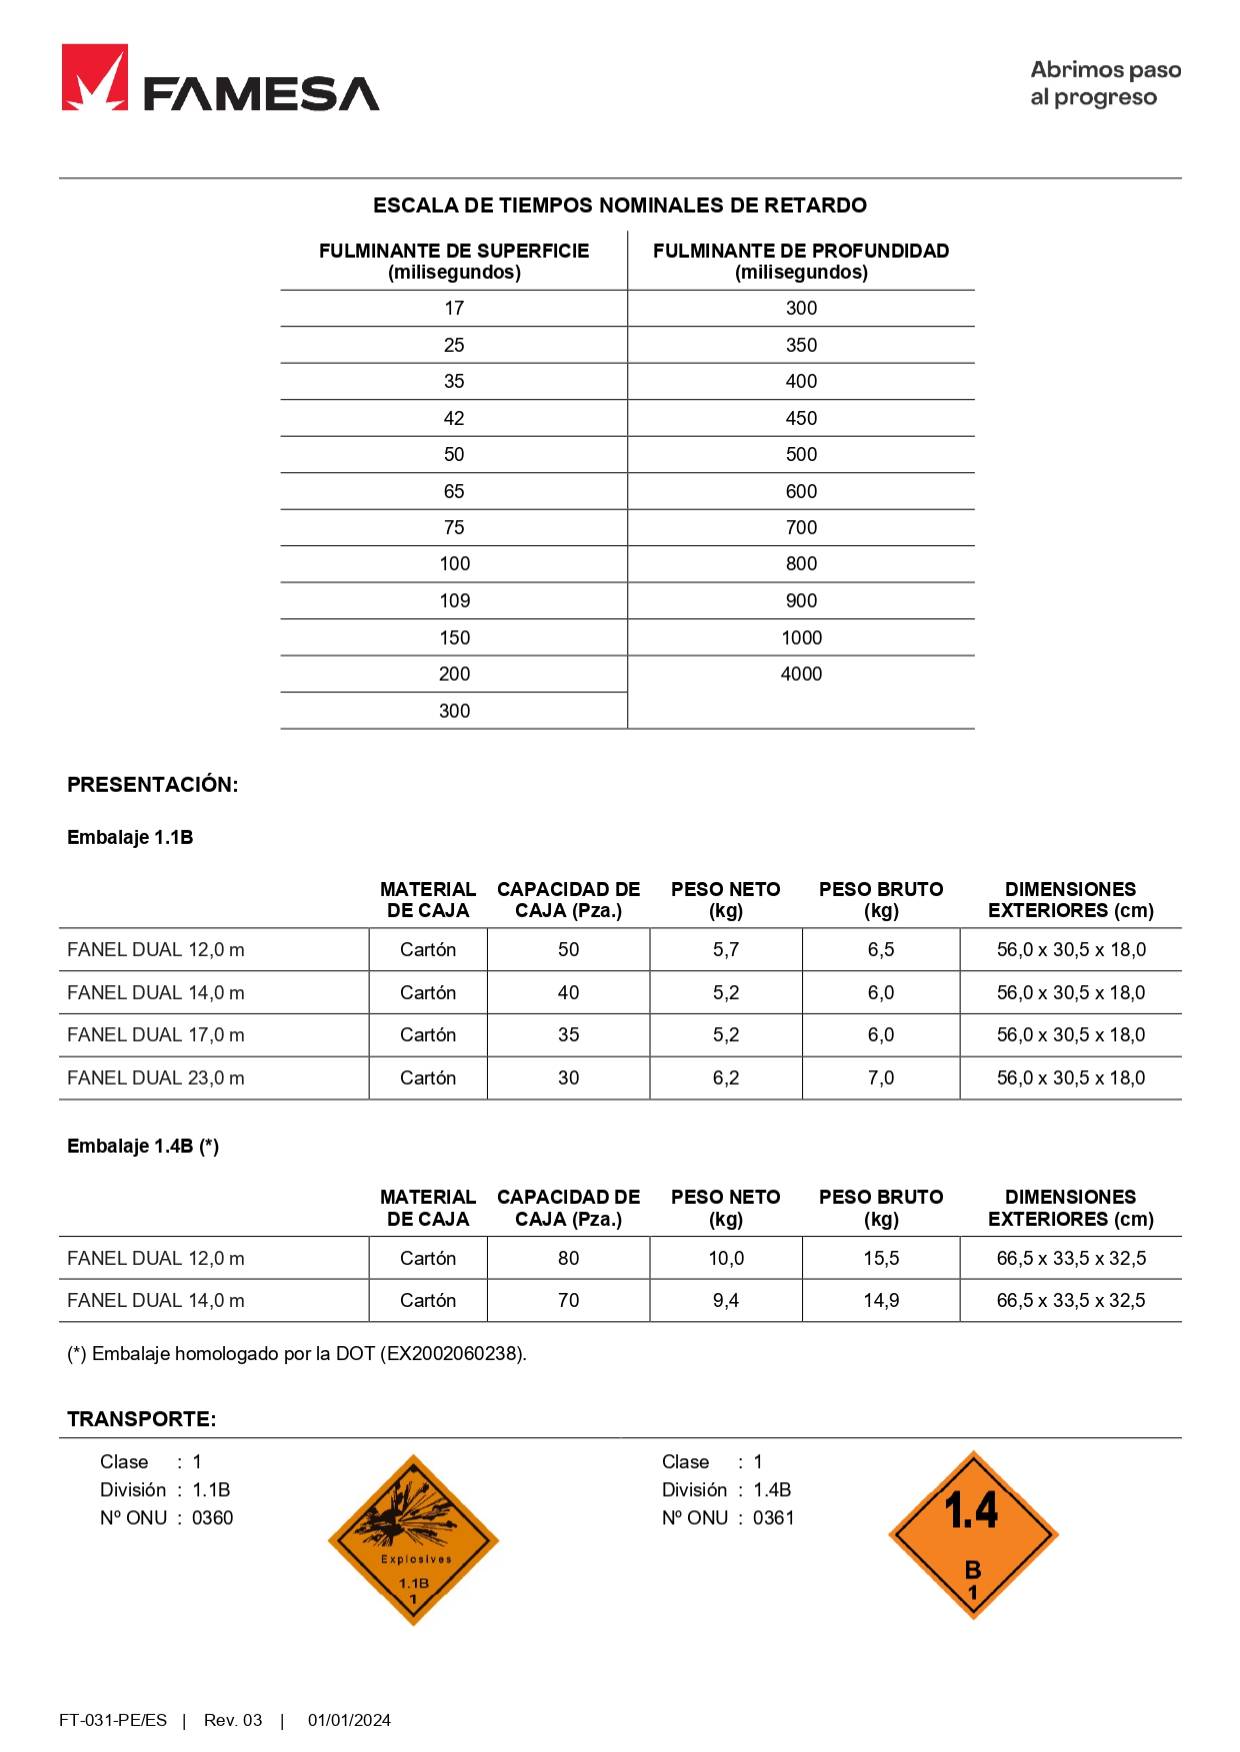 FAMESA
Abrimos paso
al progreso
ESCALA DE TIEMPOS NOMINALES DE RETARDO
FULMINANTE DE SUPERFICIE FULMINANTE DE PROFUNDIDAD
(milisegundos) (milisegundos)
17 300
25 350
35 400
42 450
50 500
65 600
75 700
100 800
109 900
150 1000
200 4000
300
PRESENTACIÓN:
Embalaje 1.1B
MATERIAL CAPACIDAD DE PESO NETO PESO BRUTO DIMENSIONES
DE CAJA CAJA (Pza.) (kg) (kg) EXTERIORES (cm)
FANEL DUAL 12,0 m Cartón 50 5,7 6,5 56,0 x 30,5 x 18,0
FANEL DUAL 14,0 m Cartón 40 5,2 6,0 56,0 x 30,5 x 18,0
FANEL DUAL 17,0 m Cartón 35 5,2 6,0 56,0 x 30,5 x 18,0
FANEL DUAL 23,0 m Cartón 30 6,2 7,0 56,0 x 30,5 x 18,0
Embalaje 1.4B (*)
MATERIAL CAPACIDAD DE PESO NETO PESO BRUTO DIMENSIONES
DE CAJA CAJA (Pza.) (kg) (kg) EXTERIORES (cm)
FANEL DUAL 12,0 m Cartón 80 10,0 15,5 66,5 x 33,5 x 32,5
FANEL DUAL 14,0 m Cartón 70 9,4 14,9 66,5 x 33,5 x 32,5
(*) Embalaje homologado por la DOT (EX2002060238).
TRANSPORTE:
Clase : 1
División : 1.1B
Nº ONU : 0360
Explosives
1.1B
1
Clase : 1
División : 1.4B
Nº ONU : 0361
1.4
B
1
FT-031-PE/ES | Rev. 03 | 01/01/2024